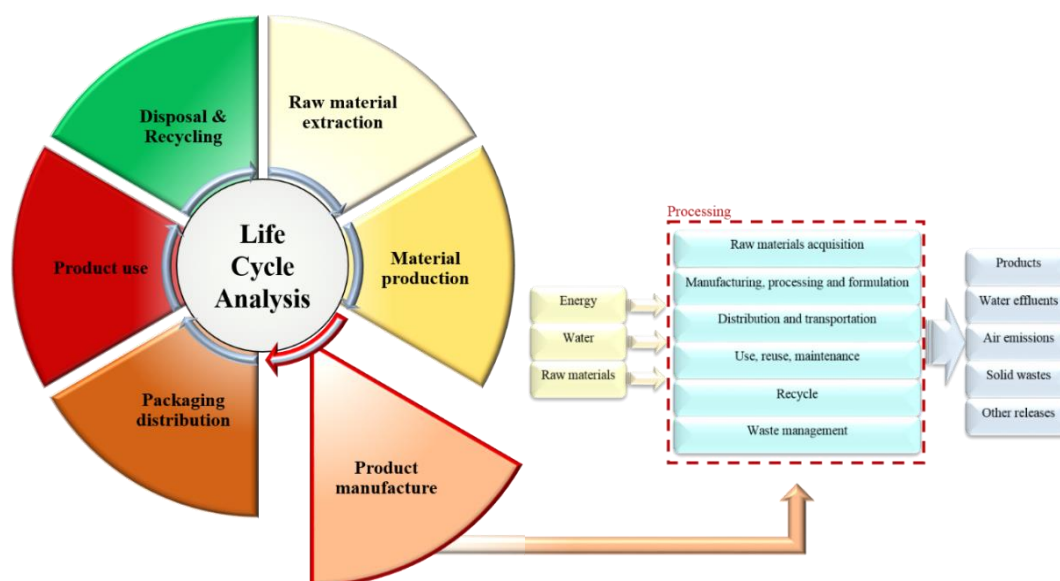 Disposal &
Recycling
Raw material
extraction
Product use
Life
Cycle
Analysis
Material
production
Packaging
distribution
Product
manufacture
Processing
Raw materials acquisition
Manufacturing, processing and formulation
Distribution and transportation
Use, reuse, maintenance
Recycle
Waste management
Energy
Water
Raw materials
Products
Water effluents
Air emissions
Solid wastes
Other releases